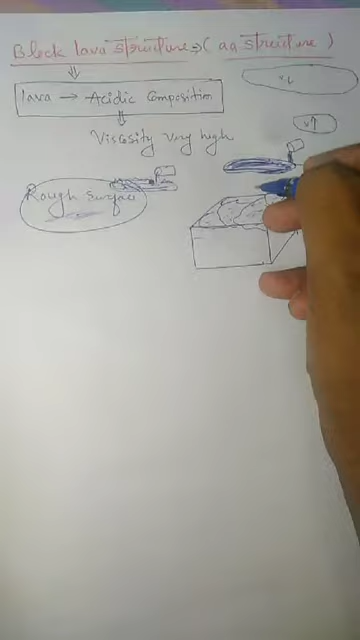 Block lava structure → ( aa structure )
lava → Acidic Composition
Viscosity very high
Rough surface
V↑